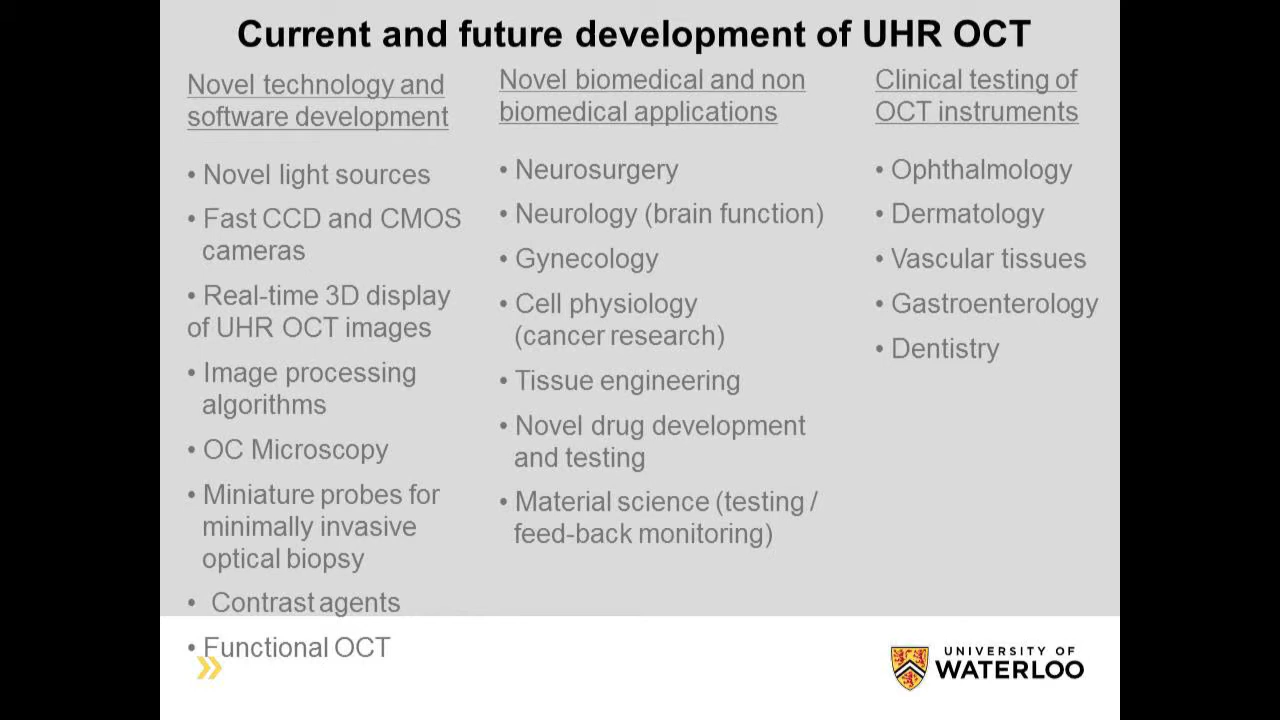 Current and future development of UHR OCT
Novel technology and
software development
• Novel light sources
• Fast CCD and CMOS
cameras
• Real-time 3D display
of UHR OCT images
• Image processing
algorithms
• OC Microscopy
• Miniature probes for
minimally invasive
optical biopsy
• Contrast agents
• Functional OCT
Novel biomedical and non
biomedical applications
• Neurosurgery
• Neurology (brain function)
• Gynecology
• Cell physiology
(cancer research)
• Tissue engineering
• Novel drug development
and testing
• Material science (testing /
feed-back monitoring)
Clinical testing of
OCT instruments
• Ophthalmology
• Dermatology
• Vascular tissues
• Gastroenterology
• Dentistry
UNIVERSITY OF
WATERLOO